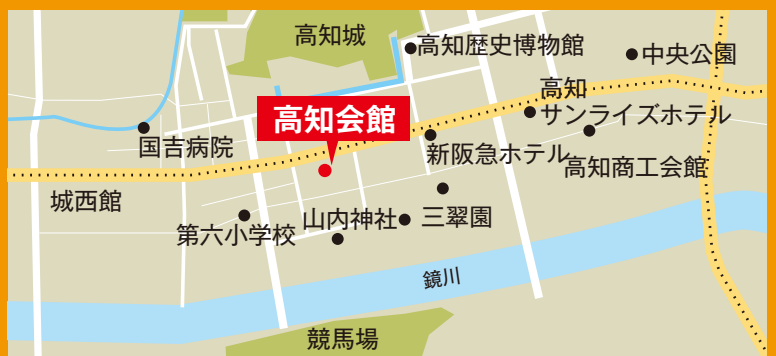 高知城
高知歴史博物館
中央公園
高知
サンライズホテル
高知会館
国吉病院
新阪急ホテル
高知商工会館
城西館
第六小学校
山内神社
三翠園
鏡川
競馬場